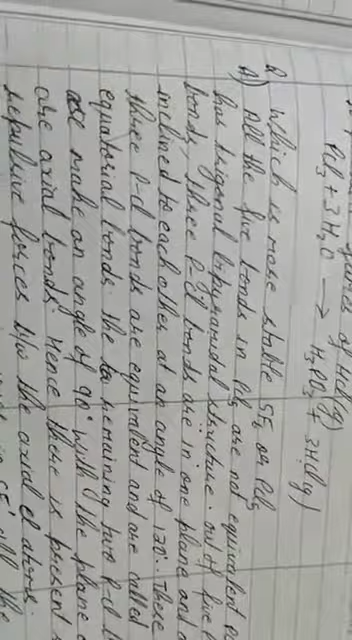 of HCl(g)
PCl3 + 3H2O → H3PO3 + 3HCl(g)
Q Which is more stable SF6 or PCl5
A) All the five bonds in PCl5 are not equivalent
has trigonal bipyramidal structure. out of five
bonds, three P-Cl bonds are in one plane and
inclined to each other at an angle of 120°. These
three P-Cl bonds are equivalent and are called
equatorial bonds. the remaining two P-Cl
make an angle of 90° with the plane
are axial bonds. Hence there is present
repulsive forces b/w the axial atoms
all the